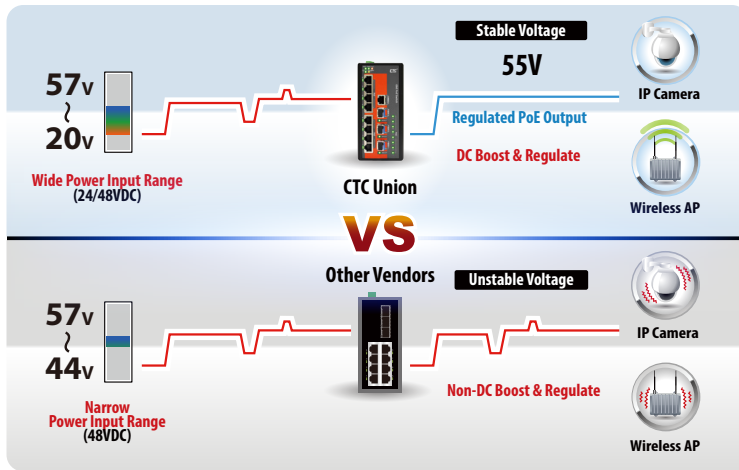 Stable Voltage
55V
57V
~
20V
Wide Power Input Range
(24/48VDC)
CTC Union
Regulated PoE Output
DC Boost & Regulate
IP Camera
Wireless AP
VS
Other Vendors
Unstable Voltage
57V
~
44V
Narrow
Power Input Range
(48VDC)
Non-DC Boost & Regulate
IP Camera
Wireless AP